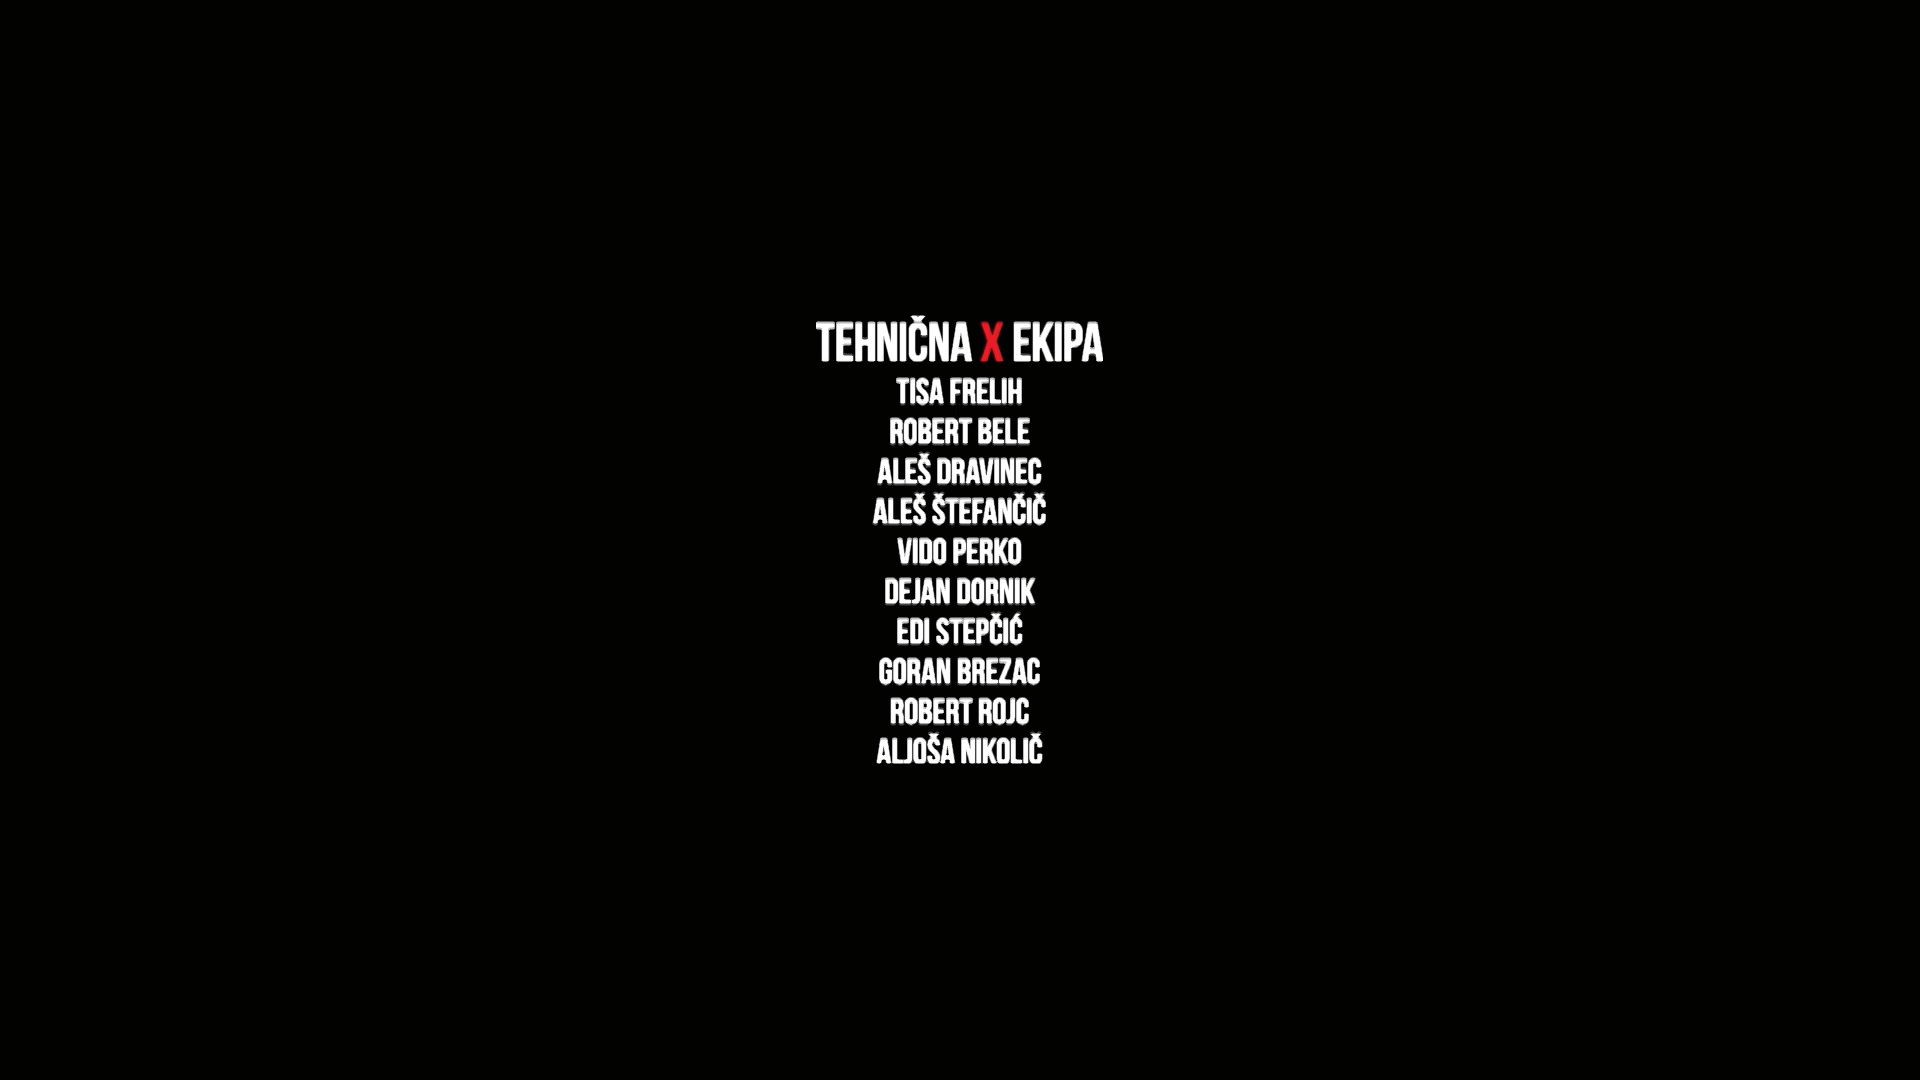 TEHNIČNA X EKIPA
TISA FRELIH
ROBERT BELE
ALEŠ DRAVINEC
ALEŠ ŠTEFANČIČ
VIDO PERKO
DEJAN DORNIK
EDI STEPČIĆ
GORAN BREZAC
ROBERT ROJC
ALJOŠA NIKOLIČ